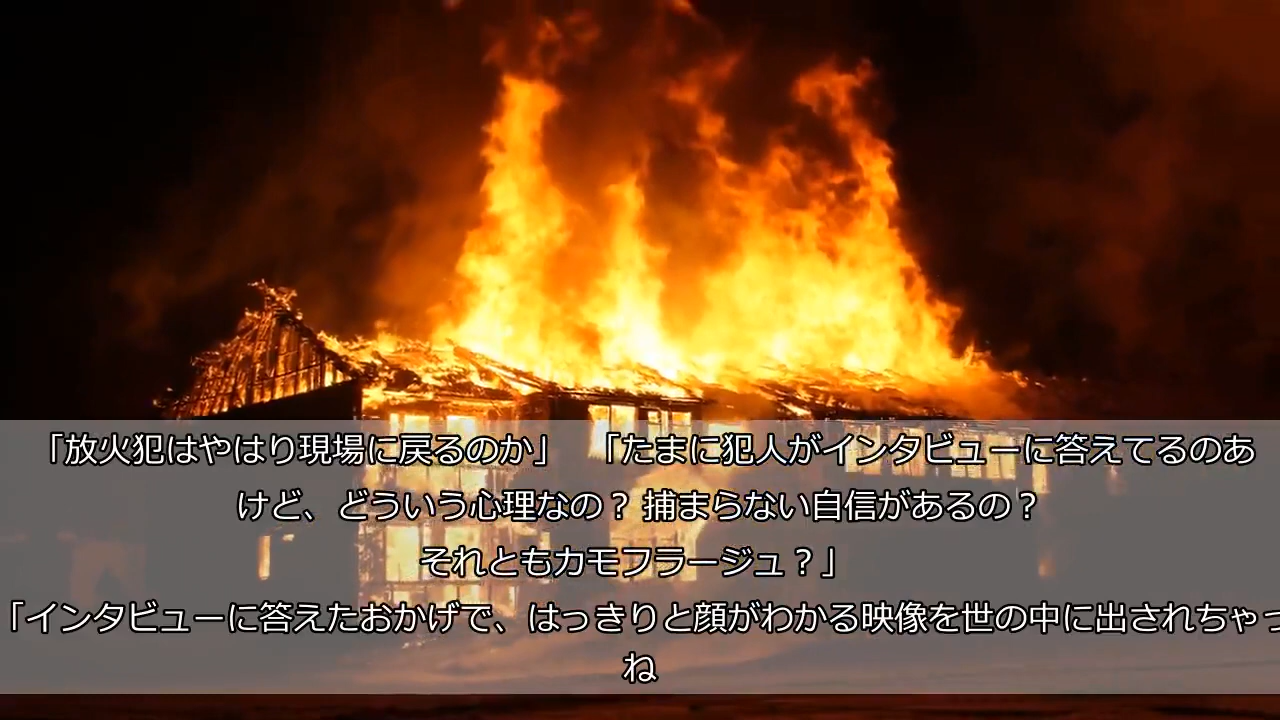 「放火犯はやはり現場に戻るのか」　「たまに犯人がインタビューに答えてるのあ
けど、どういう心理なの？ 捕まらない自信があるの？
それともカモフラージュ？」
「インタビューに答えたおかげで、はっきりと顔がわかる映像を世の中に出されちゃっ
ね